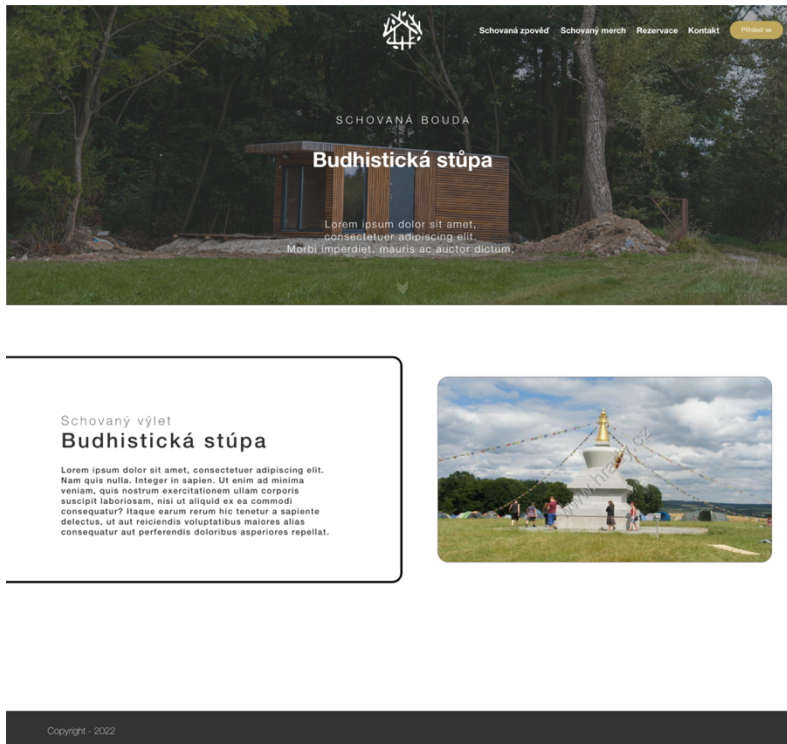 Schovaná zpověď Schovaný merch Rezervace Kontakt Přihlásit se
SCHOVANÁ BOUDA
Budhistická stůpa
Lorem ipsum dolor sit amet,
consectetuer adipiscing elit.
Morbi imperdiet, mauris ac auctor dictum,
Schovaný výlet
Budhistická stúpa
Lorem ipsum dolor sit amet, consectetuer adipiscing elit.
Nam quis nulla. Integer in sapien. Ut enim ad minima
veniam, quis nostrum exercitationem ullam corporis
suscipit laboriosam, nisi ut aliquid ex ea commodi
consequatur? Itaque earum rerum hic tenetur a sapiente
delectus, ut aut reiciendis voluptatibus maiores alias
consequatur aut perferendis doloribus asperiores repellat.
www.hrady.cz
Copyright - 2022